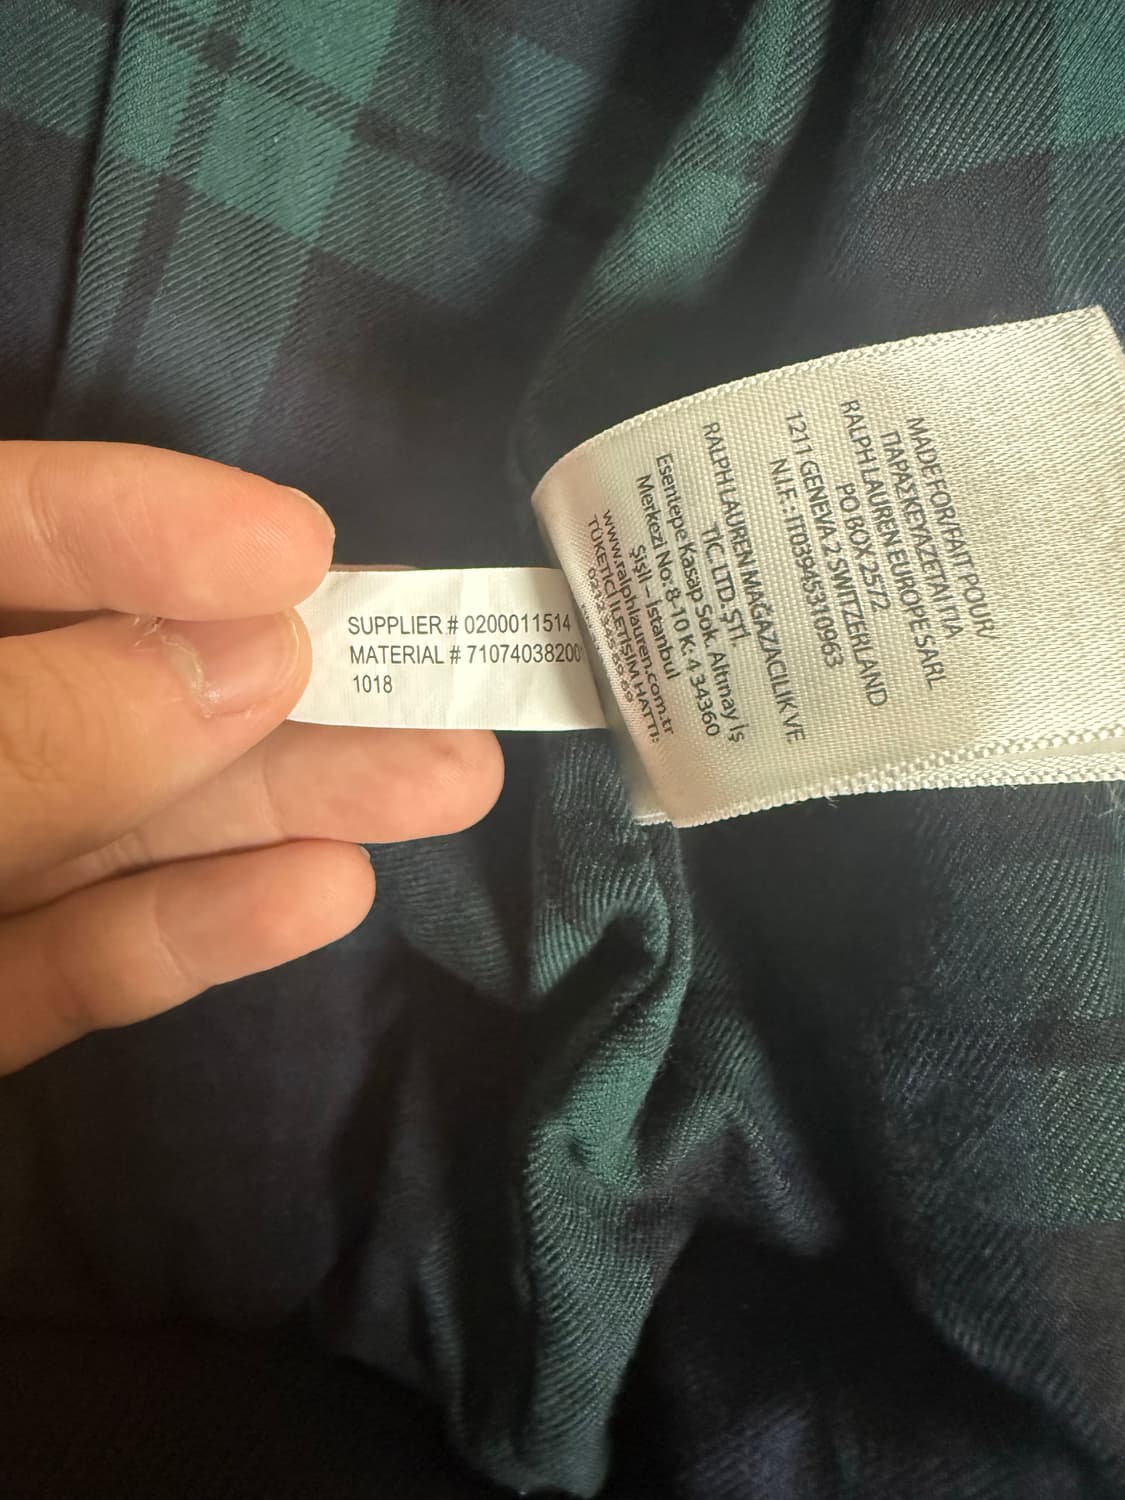 SUPPLIER # 0200011514
MATERIAL # 71074038200
1018
MADE FOR/FAIT POUR/
ΠΑΡΑΣΚΕΥΑΖΕΤΑΙ ΓΙΑ
RALPH LAUREN EUROPE SARL
PO BOX 2572
1211 GENEVA 2 SWITZERLAND
N.I.F.: IT03945310963
RALPH LAUREN MAĞAZACILIK VE
TİC. LTD. ŞTİ.
Esentepe Kasap Sok. Altınay İş
Merkezi No: 8-10 K: 4 34360
Şişli – İstanbul
www.ralphlauren.com.tr
TÜKETİCİ İLETİŞİM HATTI: